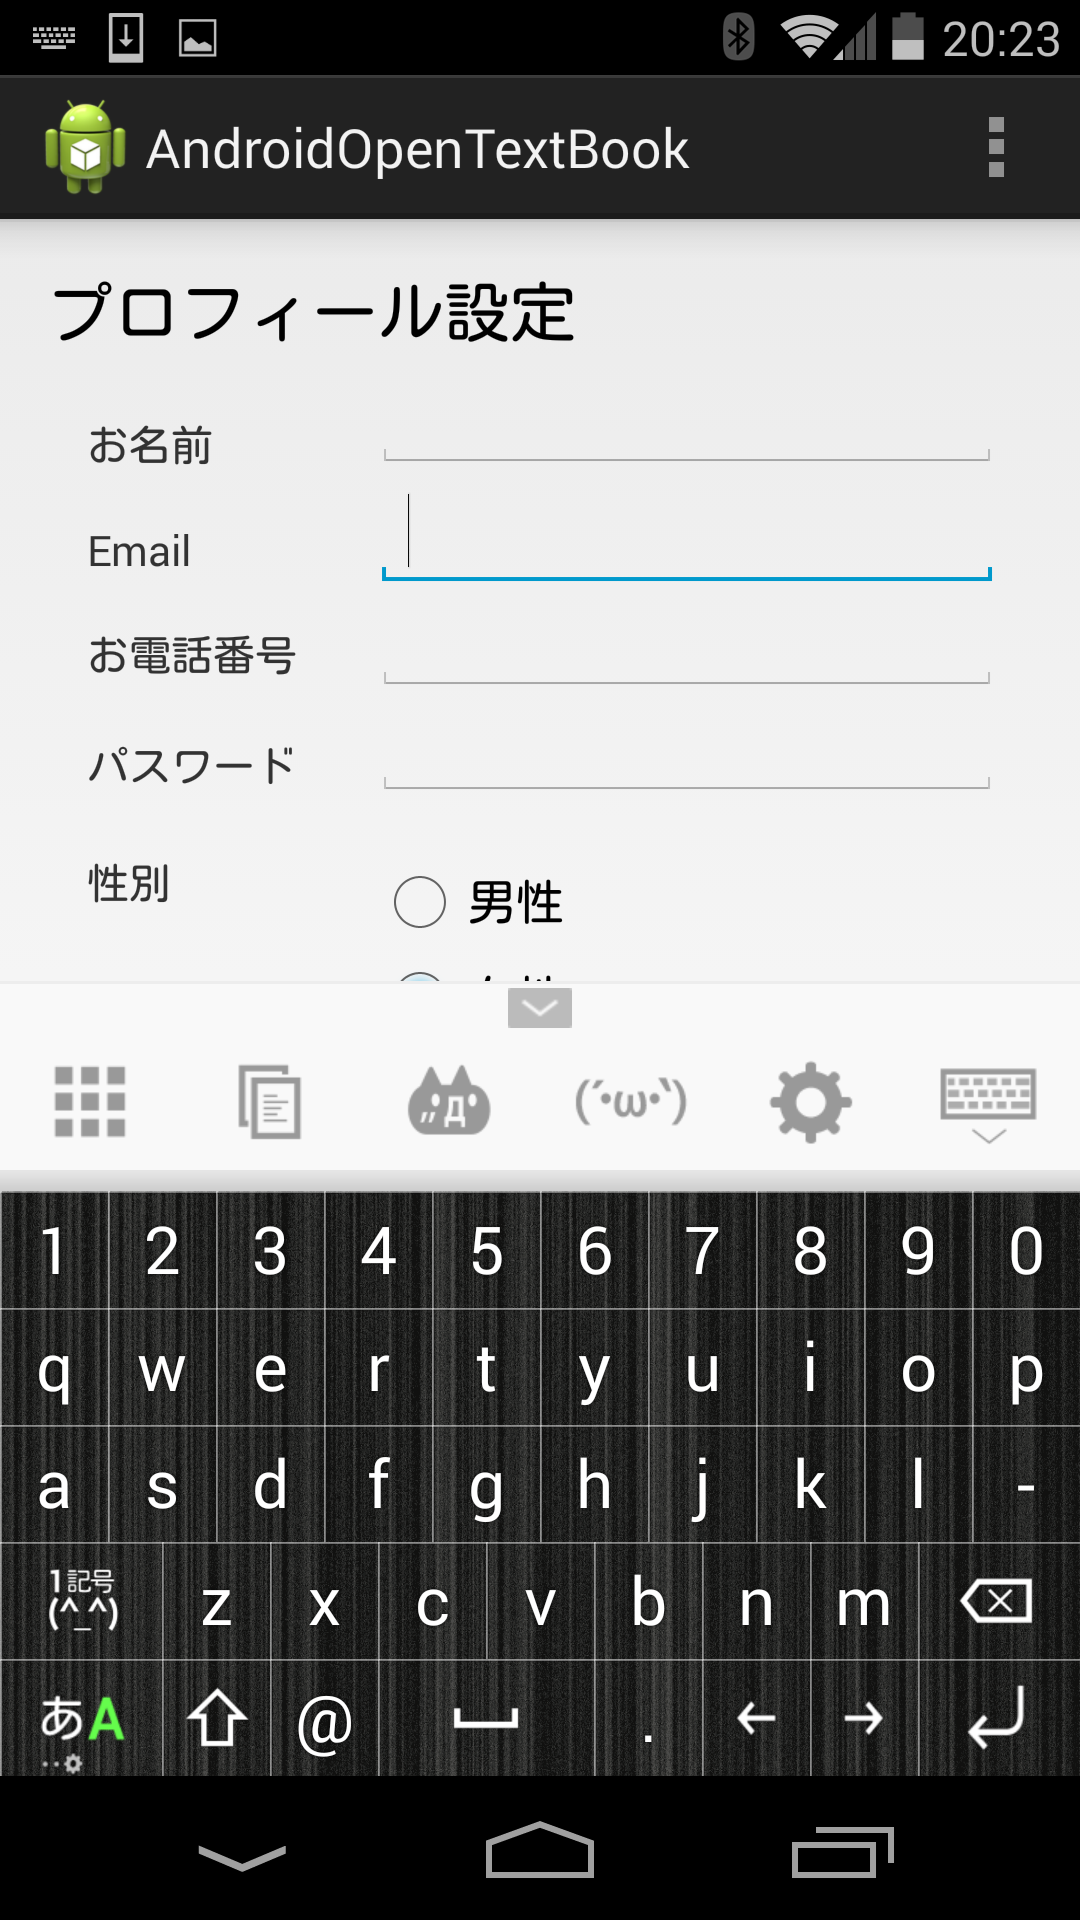 20:23
AndroidOpenTextBook
プロフィール設定
お名前
Email
お電話番号
パスワード
性別
男性
(´•ω•`)
1 2 3 4 5 6 7 8 9 0
q w e r t y u i o p
a s d f g h j k l -
1記号
(^_^)
z x c v b n m
あA
@ .